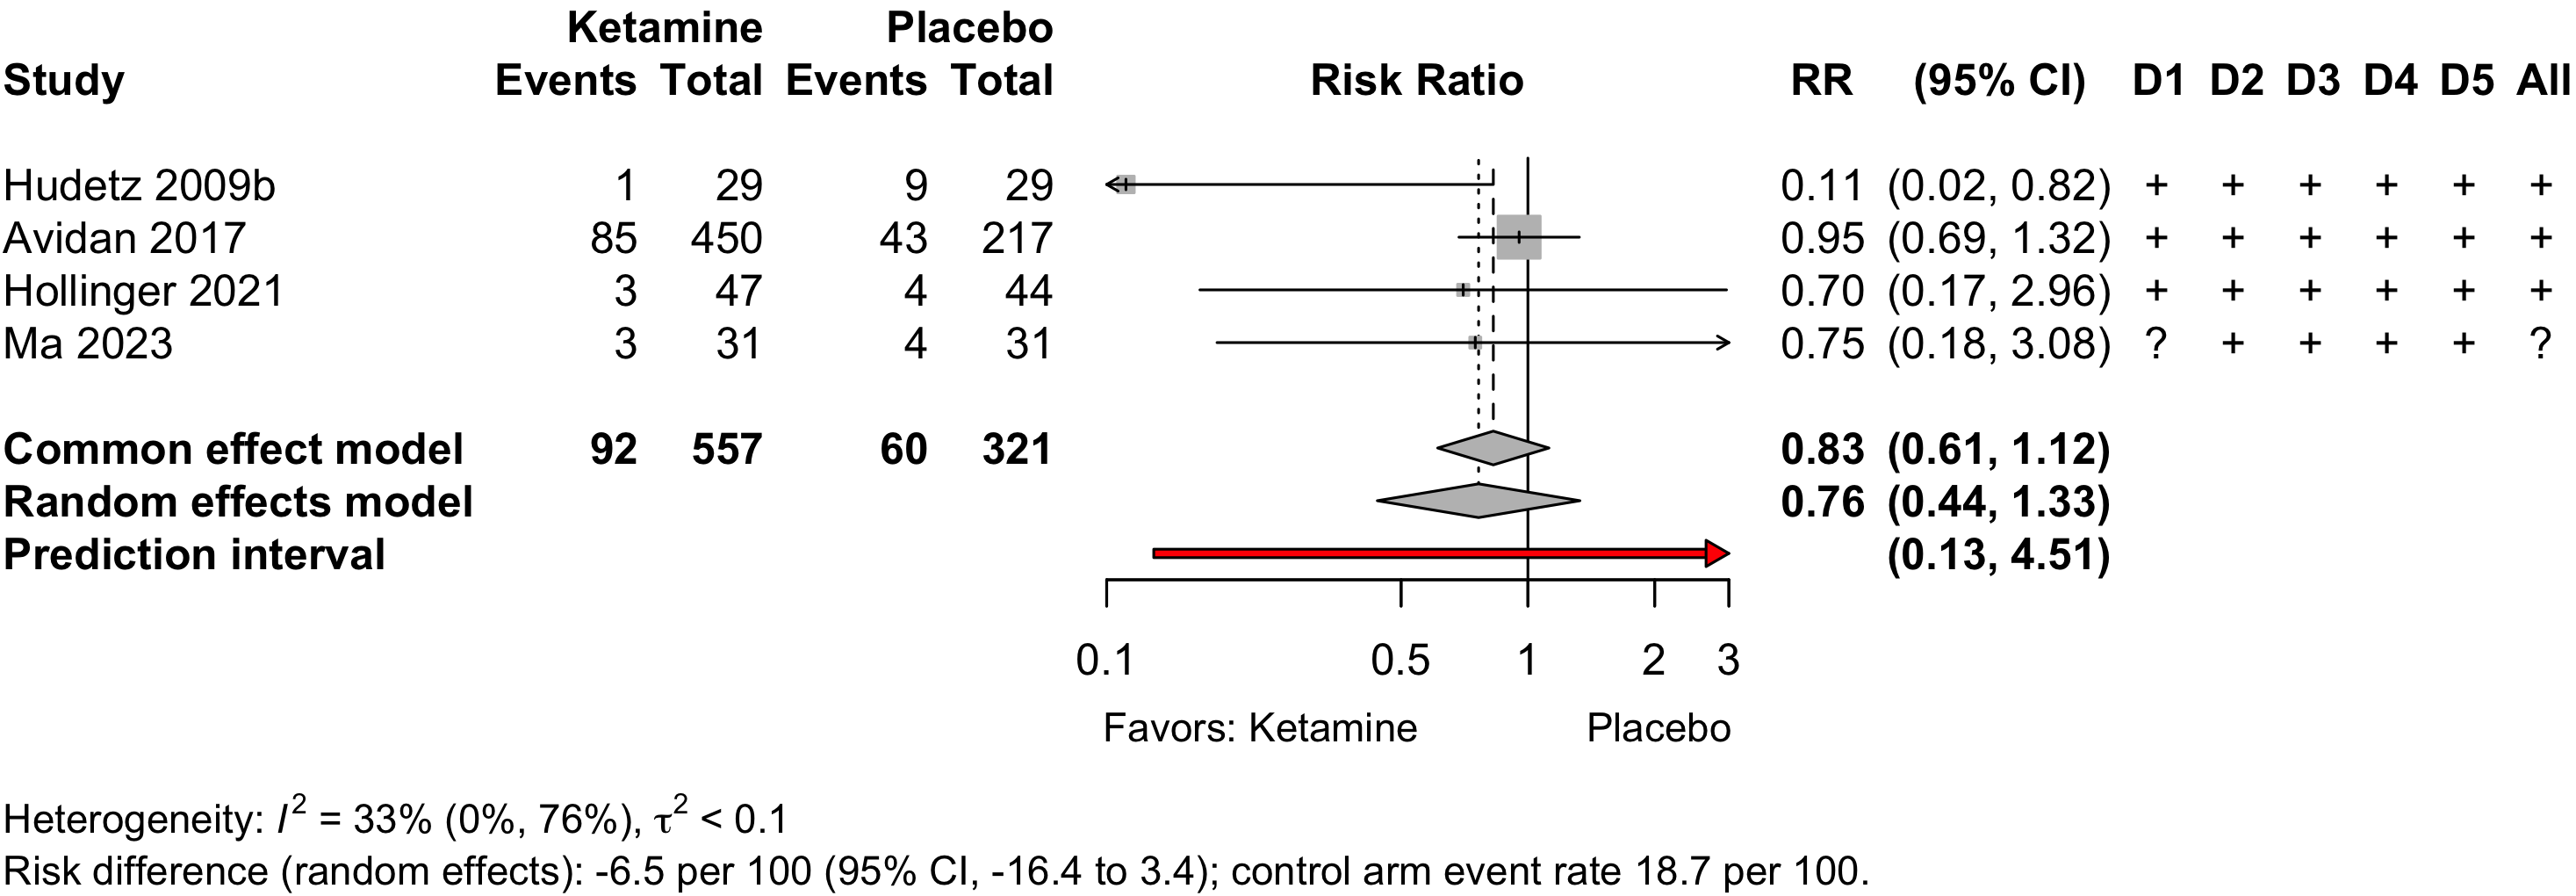 Ketamine Placebo
Study Events Total Events Total Risk Ratio RR (95% CI) D1 D2 D3 D4 D5 All
Hudetz 2009b 1 29 9 29 0.11 (0.02, 0.82) + + + + + +
Avidan 2017 85 450 43 217 0.95 (0.69, 1.32) + + + + + +
Hollinger 2021 3 47 4 44 0.70 (0.17, 2.96) + + + + + +
Ma 2023 3 31 4 31 0.75 (0.18, 3.08) ? + + + + ?
Common effect model 92 557 60 321 0.83 (0.61, 1.12)
Random effects model 0.76 (0.44, 1.33)
Prediction interval (0.13, 4.51)
0.1 0.5 1 2 3
Favors: Ketamine Placebo
Heterogeneity: I² = 33% (0%, 76%), τ² < 0.1
Risk difference (random effects): -6.5 per 100 (95% CI, -16.4 to 3.4); control arm event rate 18.7 per 100.